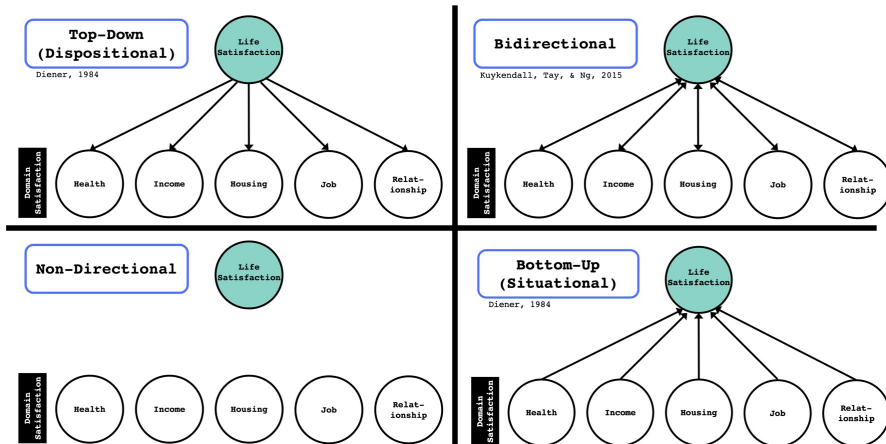 Top-Down
(Dispositional)
Diener, 1984
Life
Satisfaction
Domain
Satisfaction
Health
Income
Housing
Job
Relat-
ionship
Bidirectional
Kuykendall, Tay, & Ng, 2015
Life
Satisfaction
Domain
Satisfaction
Health
Income
Housing
Job
Relat-
ionship
Non-Directional
Life
Satisfaction
Domain
Satisfaction
Health
Income
Housing
Job
Relat-
ionship
Bottom-Up
(Situational)
Diener, 1984
Life
Satisfaction
Domain
Satisfaction
Health
Income
Housing
Job
Relat-
ionship